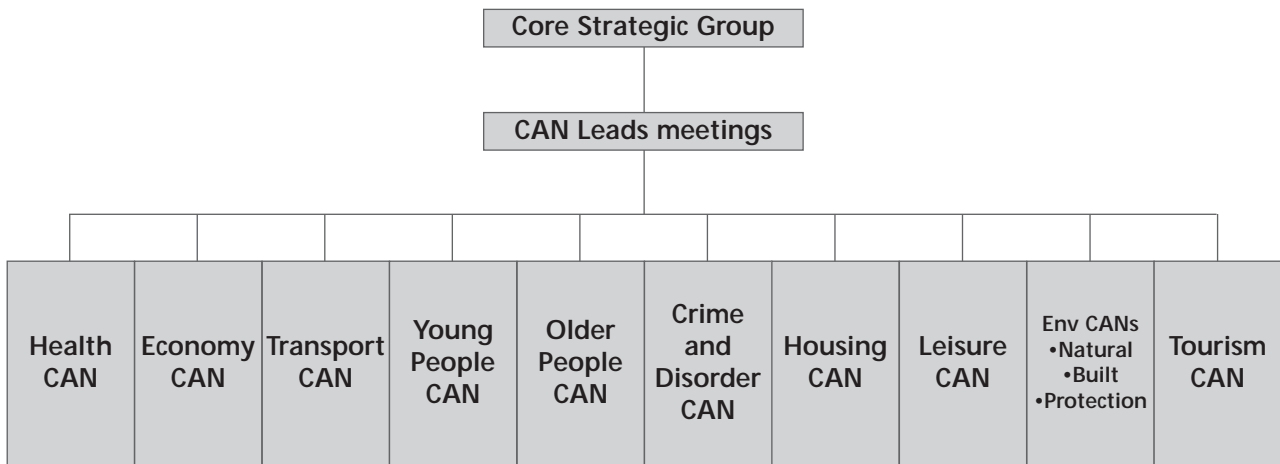 Core Strategic Group
CAN Leads meetings
Health
CAN
Economy
CAN
Transport
CAN
Young
People
CAN
Older
People
CAN
Crime
and
Disorder
CAN
Housing
CAN
Leisure
CAN
Env CANs
•Natural
•Built
•Protection
Tourism
CAN